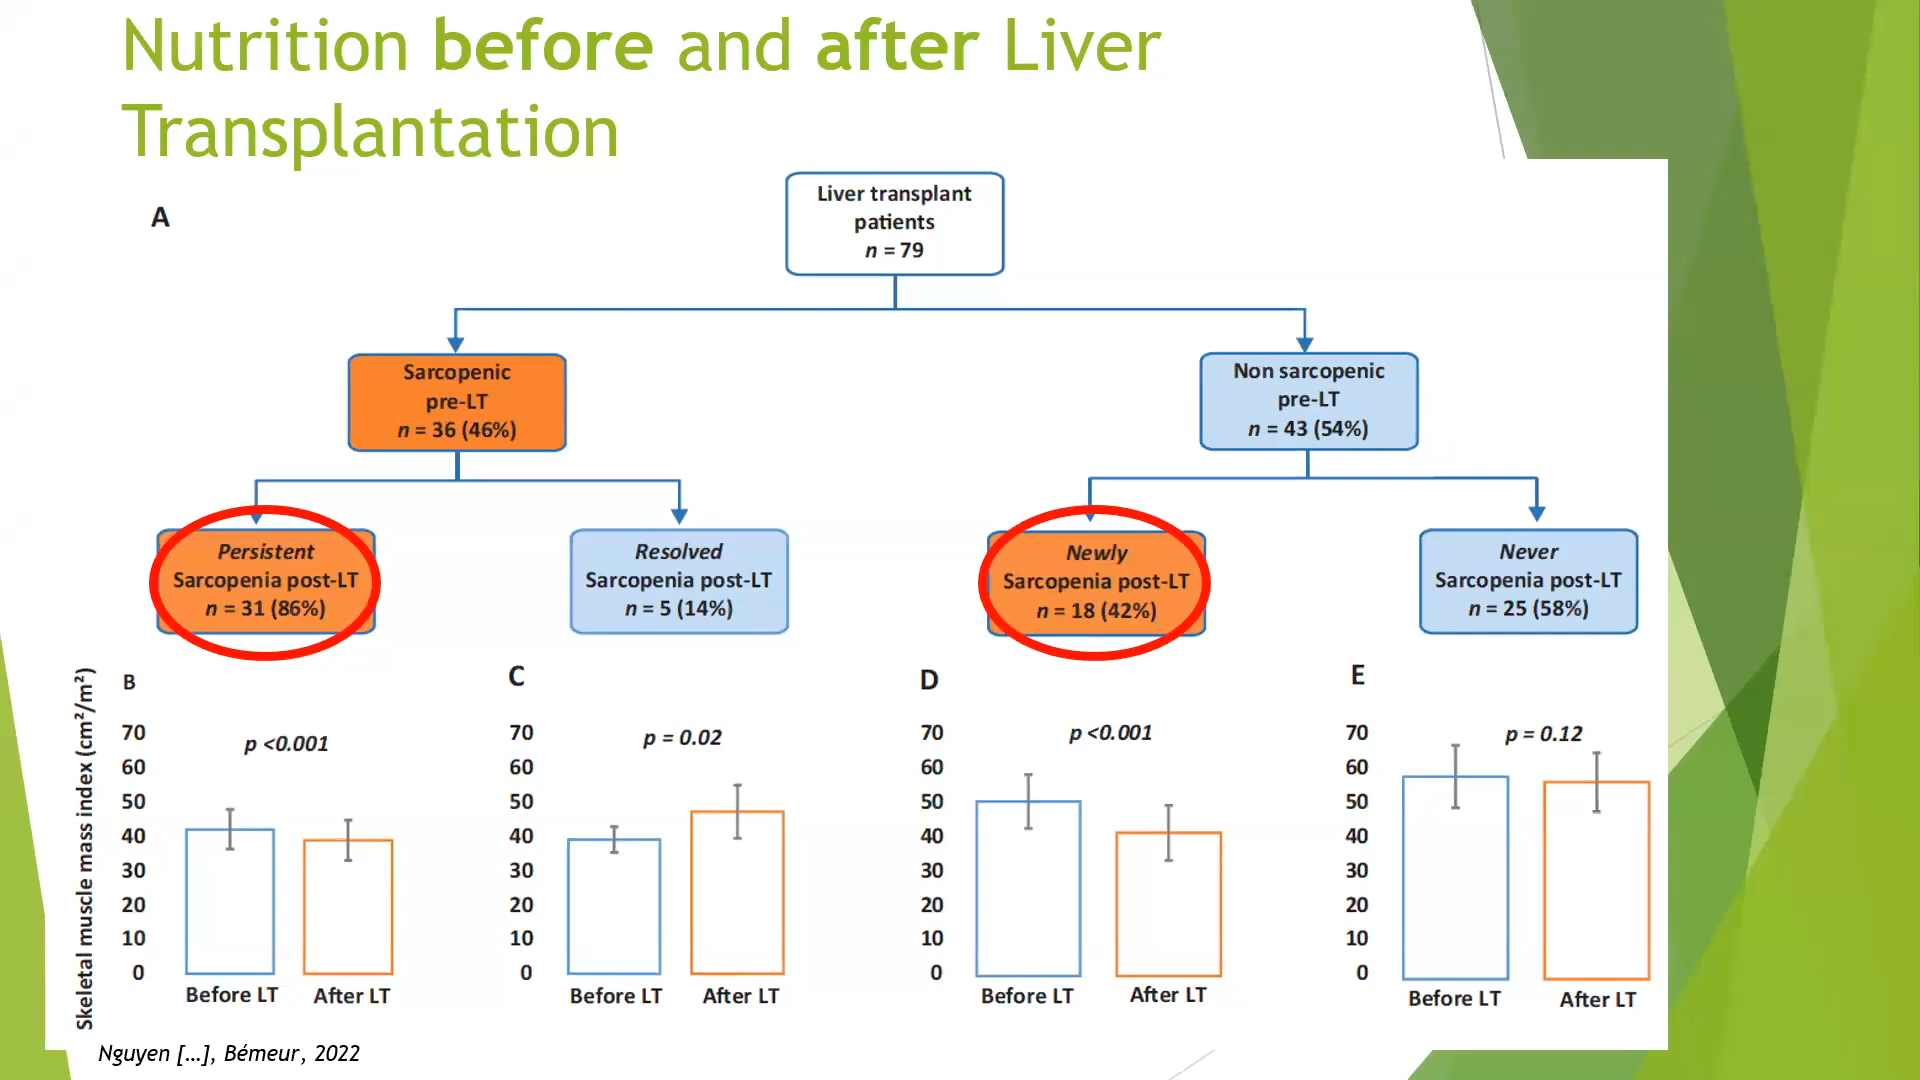 Nutrition before and after Liver
Transplantation
A
Liver transplant
patients
n = 79
Sarcopenic
pre-LT
n = 36 (46%)
Non sarcopenic
pre-LT
n = 43 (54%)
Persistent
Sarcopenia post-LT
n = 31 (86%)
Resolved
Sarcopenia post-LT
n = 5 (14%)
Newly
Sarcopenia post-LT
n = 18 (42%)
Never
Sarcopenia post-LT
n = 25 (58%)
Skeletal muscle mass index (cm²/m²)
B
p <0.001
70
60
50
40
30
20
10
0
Before LT
After LT
C
p = 0.02
70
60
50
40
30
20
10
0
Before LT
After LT
D
p <0.001
70
60
50
40
30
20
10
0
Before LT
After LT
E
p = 0.12
70
60
50
40
30
20
10
0
Before LT
After LT
Nguyen […], Bémeur, 2022